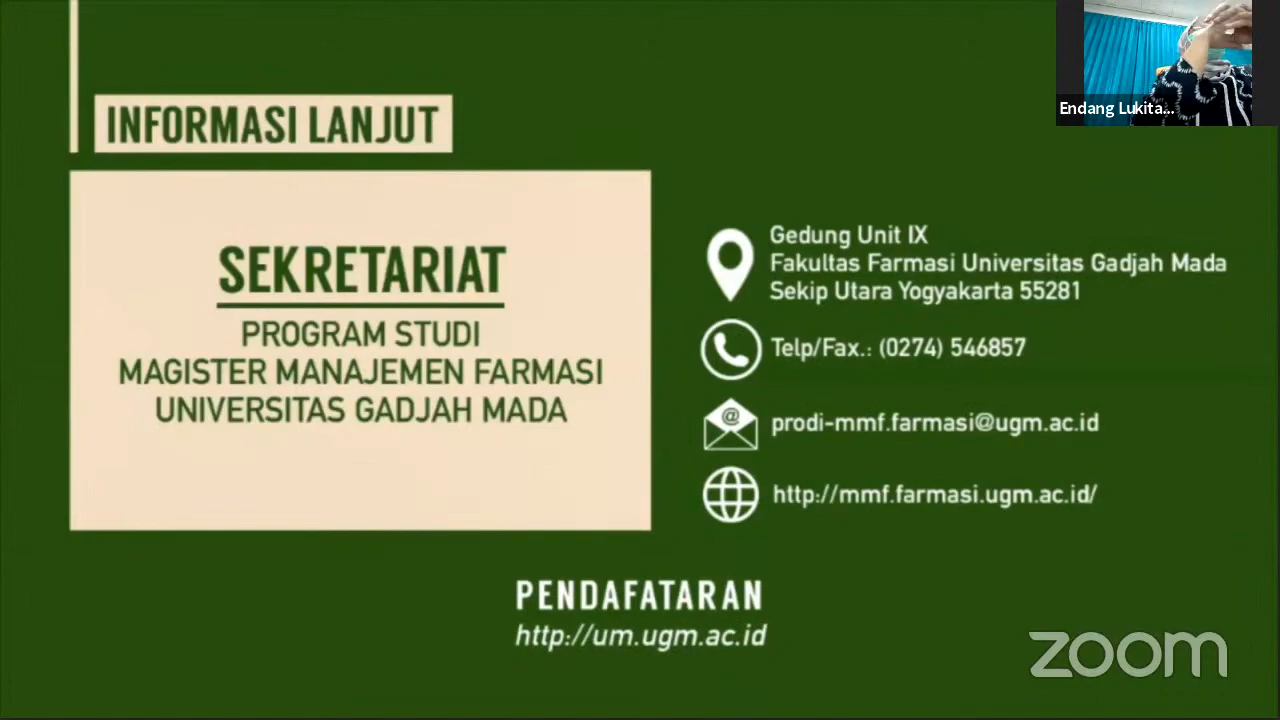 INFORMASI LANJUT
SEKRETARIAT
PROGRAM STUDI
MAGISTER MANAJEMEN FARMASI
UNIVERSITAS GADJAH MADA
Gedung Unit IX
Fakultas Farmasi Universitas Gadjah Mada
Sekip Utara Yogyakarta 55281
Telp/Fax.: (0274) 546857
@
prodi-mmf.farmasi@ugm.ac.id
http://mmf.farmasi.ugm.ac.id/
PENDAFATARAN
http://um.ugm.ac.id
Endang Lukita...
zoom